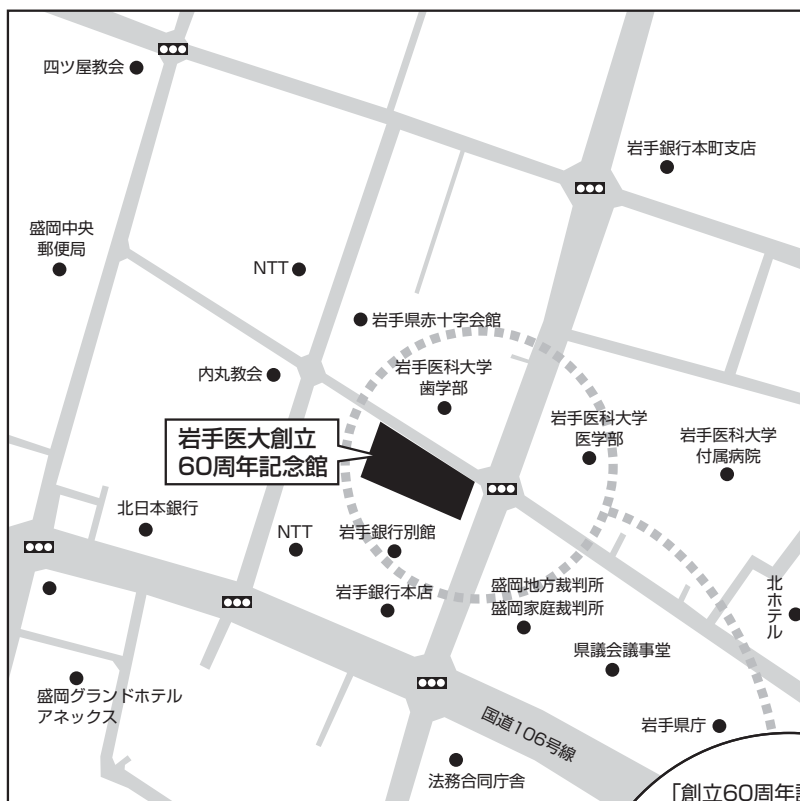 四ツ屋教会
岩手銀行本町支店
盛岡中央
郵便局
NTT
岩手県赤十字会館
内丸教会
岩手医科大学
歯学部
岩手医科大学
医学部
岩手医科大学
付属病院
岩手医大創立
60周年記念館
北日本銀行
NTT
岩手銀行別館
岩手銀行本店
盛岡地方裁判所
盛岡家庭裁判所
北ホテル
県議会議事堂
盛岡グランドホテル
アネックス
国道106号線
岩手県庁
法務合同庁舎
「創立60周年